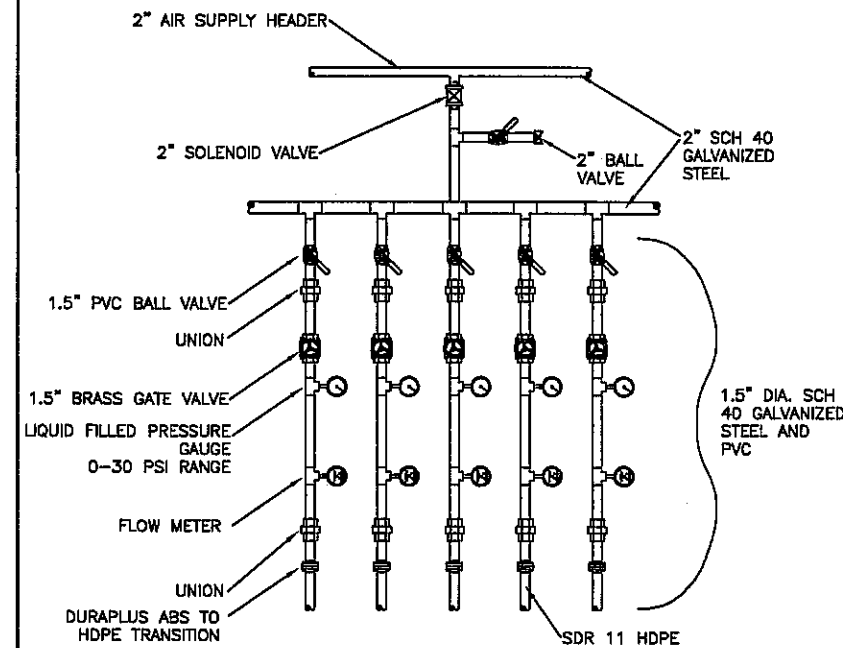 2" AIR SUPPLY HEADER
2" SOLENOID VALVE
2" BALL
VALVE
2" SCH 40
GALVANIZED
STEEL
1.5" PVC BALL VALVE
UNION
1.5" BRASS GATE VALVE
LIQUID FILLED PRESSURE
GAUGE
0-30 PSI RANGE
1.5" DIA. SCH
40 GALVANIZED
STEEL AND
PVC
FLOW METER
UNION
DURAPLUS ABS TO
HDPE TRANSITION
SDR 11 HDPE